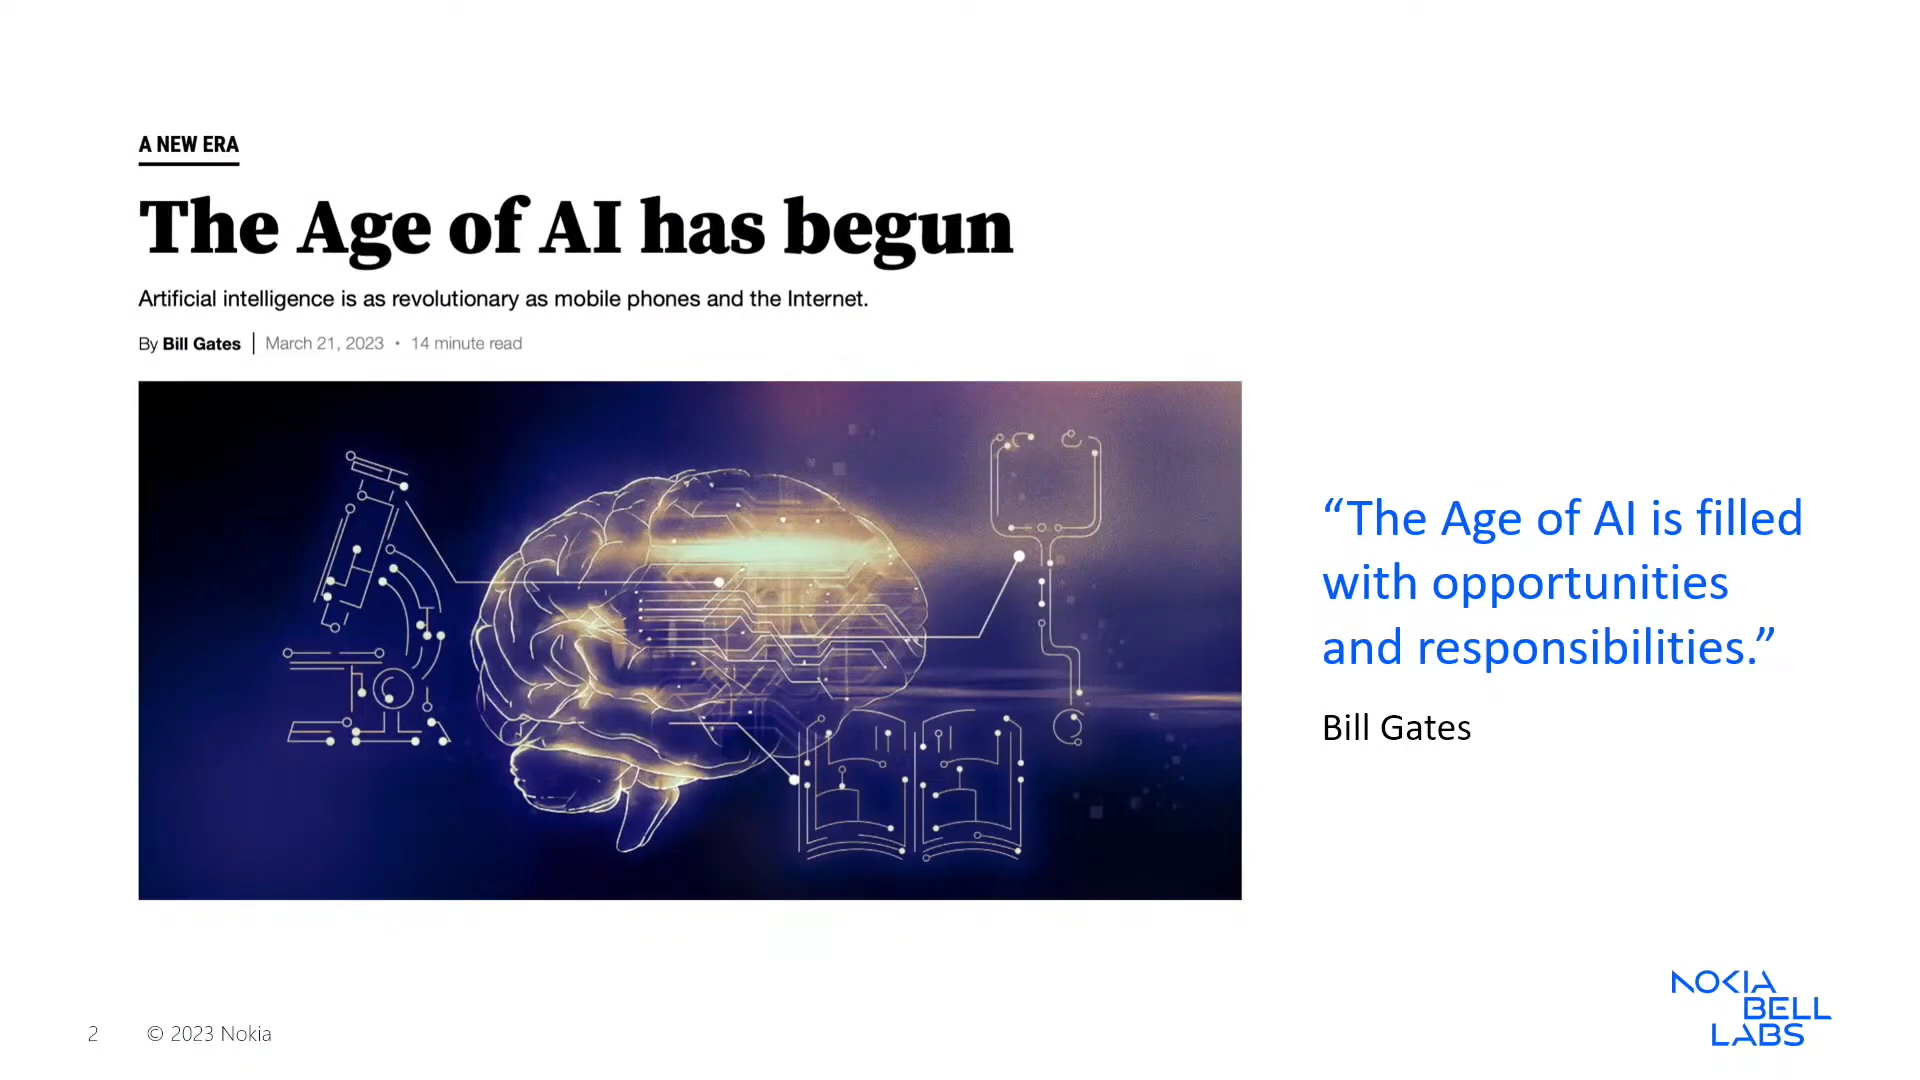 A NEW ERA
The Age of AI has begun
Artificial intelligence is as revolutionary as mobile phones and the Internet.
By Bill Gates | March 21, 2023 • 14 minute read
“The Age of AI is filled
with opportunities
and responsibilities.”
Bill Gates
NOKIA
BELL
LABS
2 © 2023 Nokia